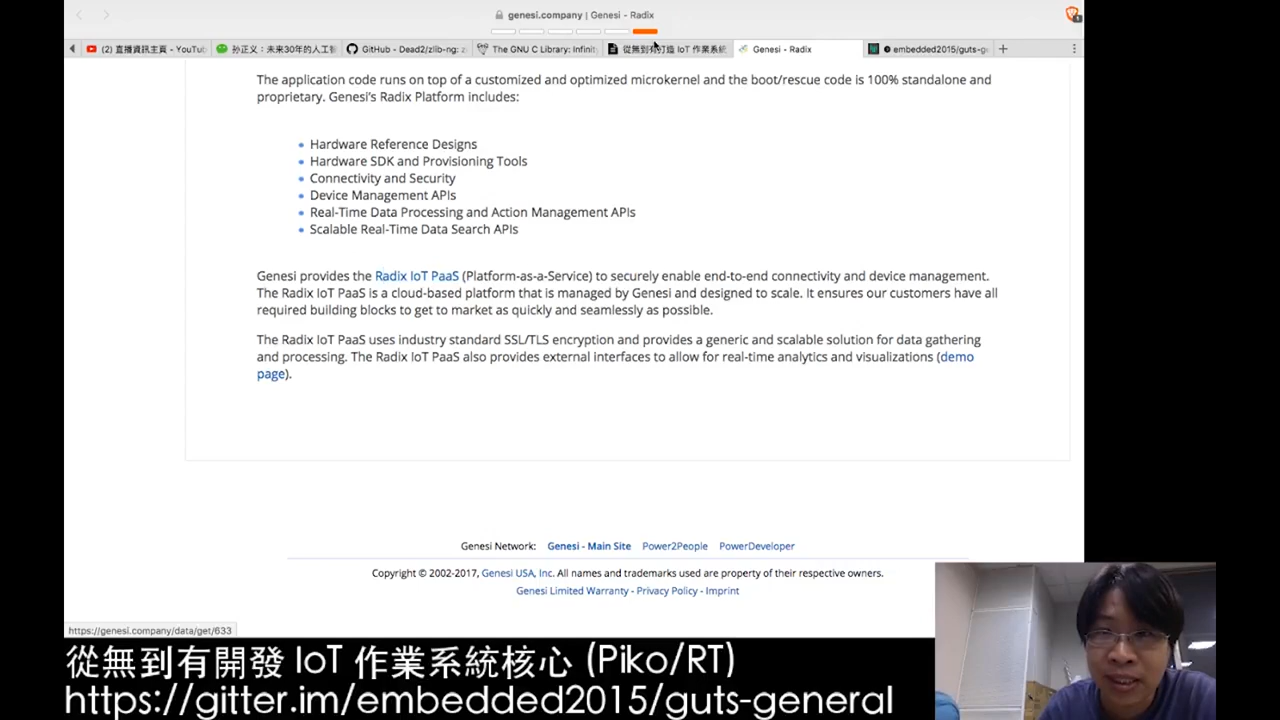 genesi.company | Genesi - Radix
(2) 直播資訊主頁 - YouTub
孙正义：未来30年的人工智
GitHub - Dead2/zlib-ng: z
The GNU C Library: Infinity
從無到有打造 IoT 作業系統
Genesi - Radix
embedded2015/guts-ge
The application code runs on top of a customized and optimized microkernel and the boot/rescue code is 100% standalone and
proprietary. Genesi's Radix Platform includes:
Hardware Reference Designs
Hardware SDK and Provisioning Tools
Connectivity and Security
Device Management APIs
Real-Time Data Processing and Action Management APIs
Scalable Real-Time Data Search APIs
Genesi provides the Radix IoT PaaS (Platform-as-a-Service) to securely enable end-to-end connectivity and device management.
The Radix IoT PaaS is a cloud-based platform that is managed by Genesi and designed to scale. It ensures our customers have all
required building blocks to get to market as quickly and seamlessly as possible.
The Radix IoT PaaS uses industry standard SSL/TLS encryption and provides a generic and scalable solution for data gathering
and processing. The Radix IoT PaaS also provides external interfaces to allow for real-time analytics and visualizations (demo
page).
Genesi Network: Genesi - Main Site Power2People PowerDeveloper
Copyright © 2002-2017, Genesi USA, Inc. All names and trademarks used are property of their respective owners.
Genesi Limited Warranty - Privacy Policy - Imprint
https://genesi.company/data/get/633
從無到有開發 IoT 作業系統核心 (Piko/RT)
https://gitter.im/embedded2015/guts-general